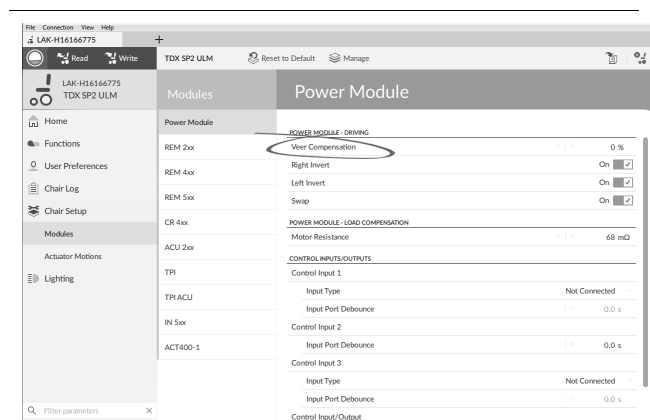 File Connection View Help
LAK-H16166775 +
Read Write TDX SP2 ULM Reset to Default Manage
LAK-H16166775
TDX SP2 ULM
Modules
Power Module
Home
Functions
User Preferences
Chair Log
Chair Setup
Modules
Actuator Motions
Lighting
Filter parameters ×
Power Module
REM 2xx
REM 4xx
REM 5xx
CR 4xx
ACU 2xx
TPI
TPI ACU
IN 5xx
ACT400-1
POWER MODULE - DRIVING
Veer Compensation - + 0 %
Right Invert On
Left Invert On
Swap On
POWER MODULE - LOAD COMPENSATION
Motor Resistance - + 68 mΩ
CONTROL INPUTS/OUTPUTS
Control Input 1
Input Type Not Connected
Input Port Debounce 0.0 s
Control Input 2
Input Port Debounce 0.0 s
Control Input 3
Input Type Not Connected
Input Port Debounce 0.0 s
Control Input/Output